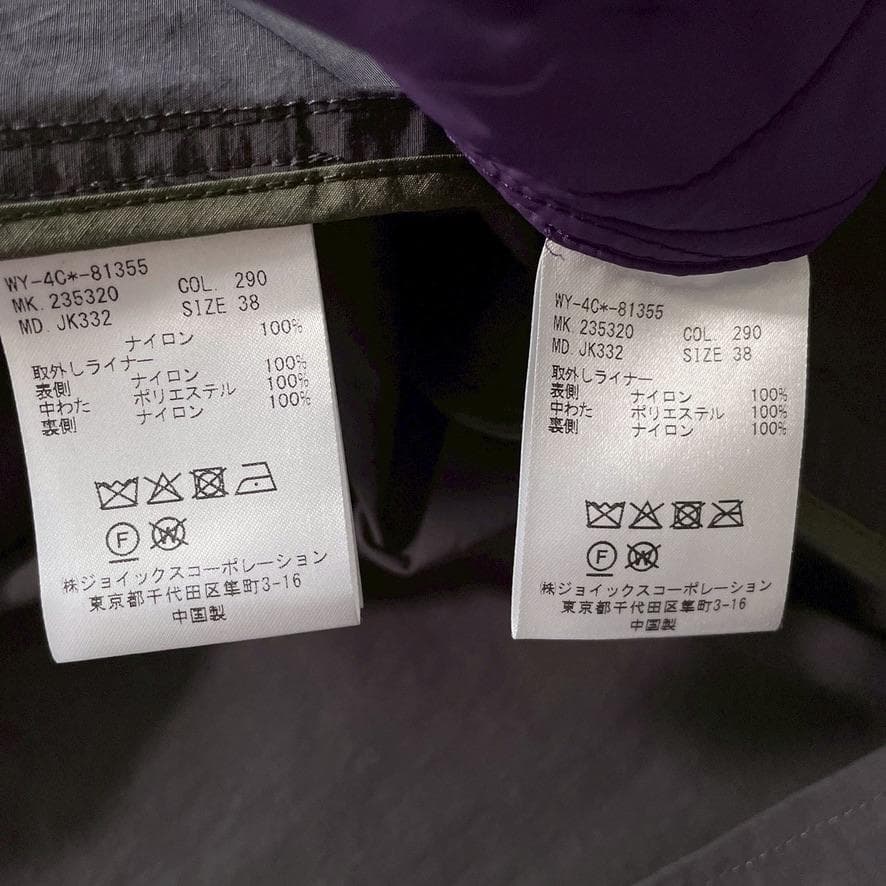 WY-4C*-81355
MK. 235320 COL. 290
MD. JK332 SIZE 38
ナイロン 100%
取外しライナー
表側 ナイロン 100%
中わた ポリエステル 100%
裏側 ナイロン 100%
F
W
㈱ジョイックスコーポレーション
東京都千代田区隼町3-16
中国製
WY-4C*-81355
MK. 235320 COL. 290
MD. JK332 SIZE 38
取外しライナー
表側 ナイロン 100%
中わた ポリエステル 100%
裏側 ナイロン 100%
F
W
㈱ジョイックスコーポレーション
東京都千代田区隼町3-16
中国製